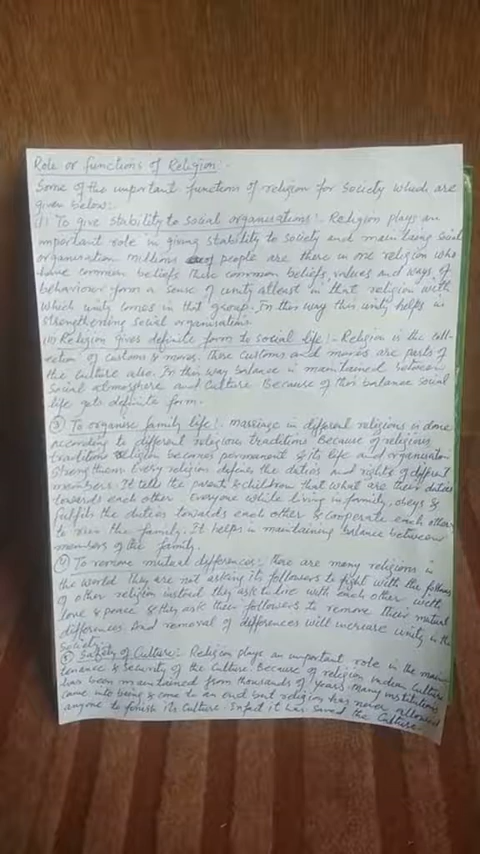 Role or functions of Religion:-
Some of the important functions of religion for Society which are
given below:-
(i) To give stability to social organisations:- Religion plays an
important role in giving stability to society and maintaining social
organisation millions of people are there in one religion who
have common beliefs these common beliefs, values and ways of
behaviour form a sense of unity atleast in that religion with
which unity comes in that group. In this way this unity helps in
strengthening social organisation.
(ii) Religion gives definite form to social life:- Religion is the coll-
ection of customs & mores. These customs and mores are parts of
the culture also. In this way balance is maintained between
social atmosphere and culture. Because of this balance social
life gets definite form.
(3) To organise family life:- marriage in different religions is done
according to different religious traditions Because of religious
traditions religion becomes permanent & its life and organisation
strengthens Every religion defines the duties and rights of different
members. It tells the parent & children that what are their duties
towards each other Everyone while living in family, obeys &
fulfils the duties towards each other & cooperate each other
to run the family. It helps in maintaining balance between
members of the family.
(4) To remove mutual differences:- there are many religions in
the world They are not asking its followers to fight with the followers
of other religion instead they ask to live with each other with
love & peace & they ask their followers to remove their mutual
differences. And removal of differences will increase unity in the
society.
(5) Safety of Culture:- Religion plays an important role in the main-
tenance & security of the Culture. Because of religion Indian culture
has been maintained from thousands of years. Many institutions
came into being & come to an end but religion has never allowed
anyone to its culture. Infact it has saved the Culture.